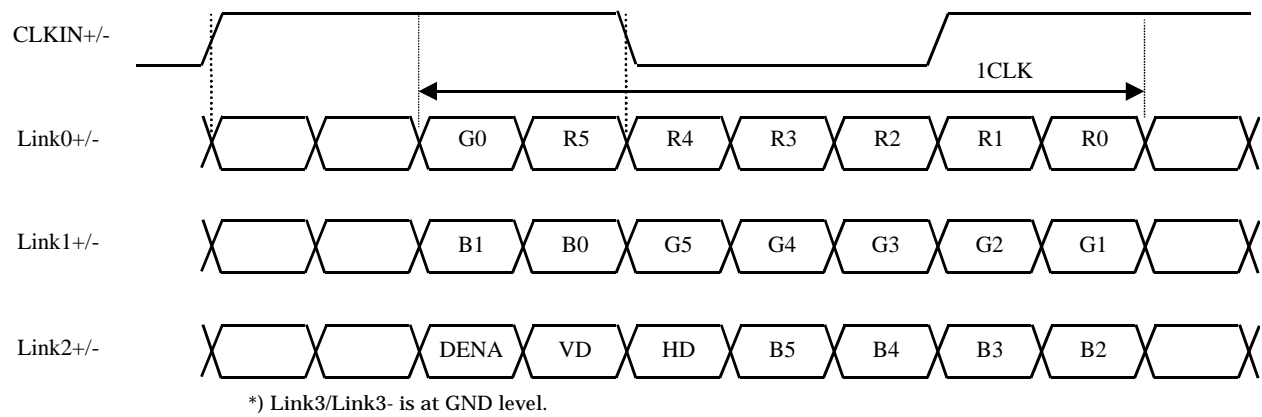 CLKIN+/-
1CLK
Link0+/- G0 R5 R4 R3 R2 R1 R0
Link1+/- B1 B0 G5 G4 G3 G2 G1
Link2+/- DENA VD HD B5 B4 B3 B2
*) Link3/Link3- is at GND level.